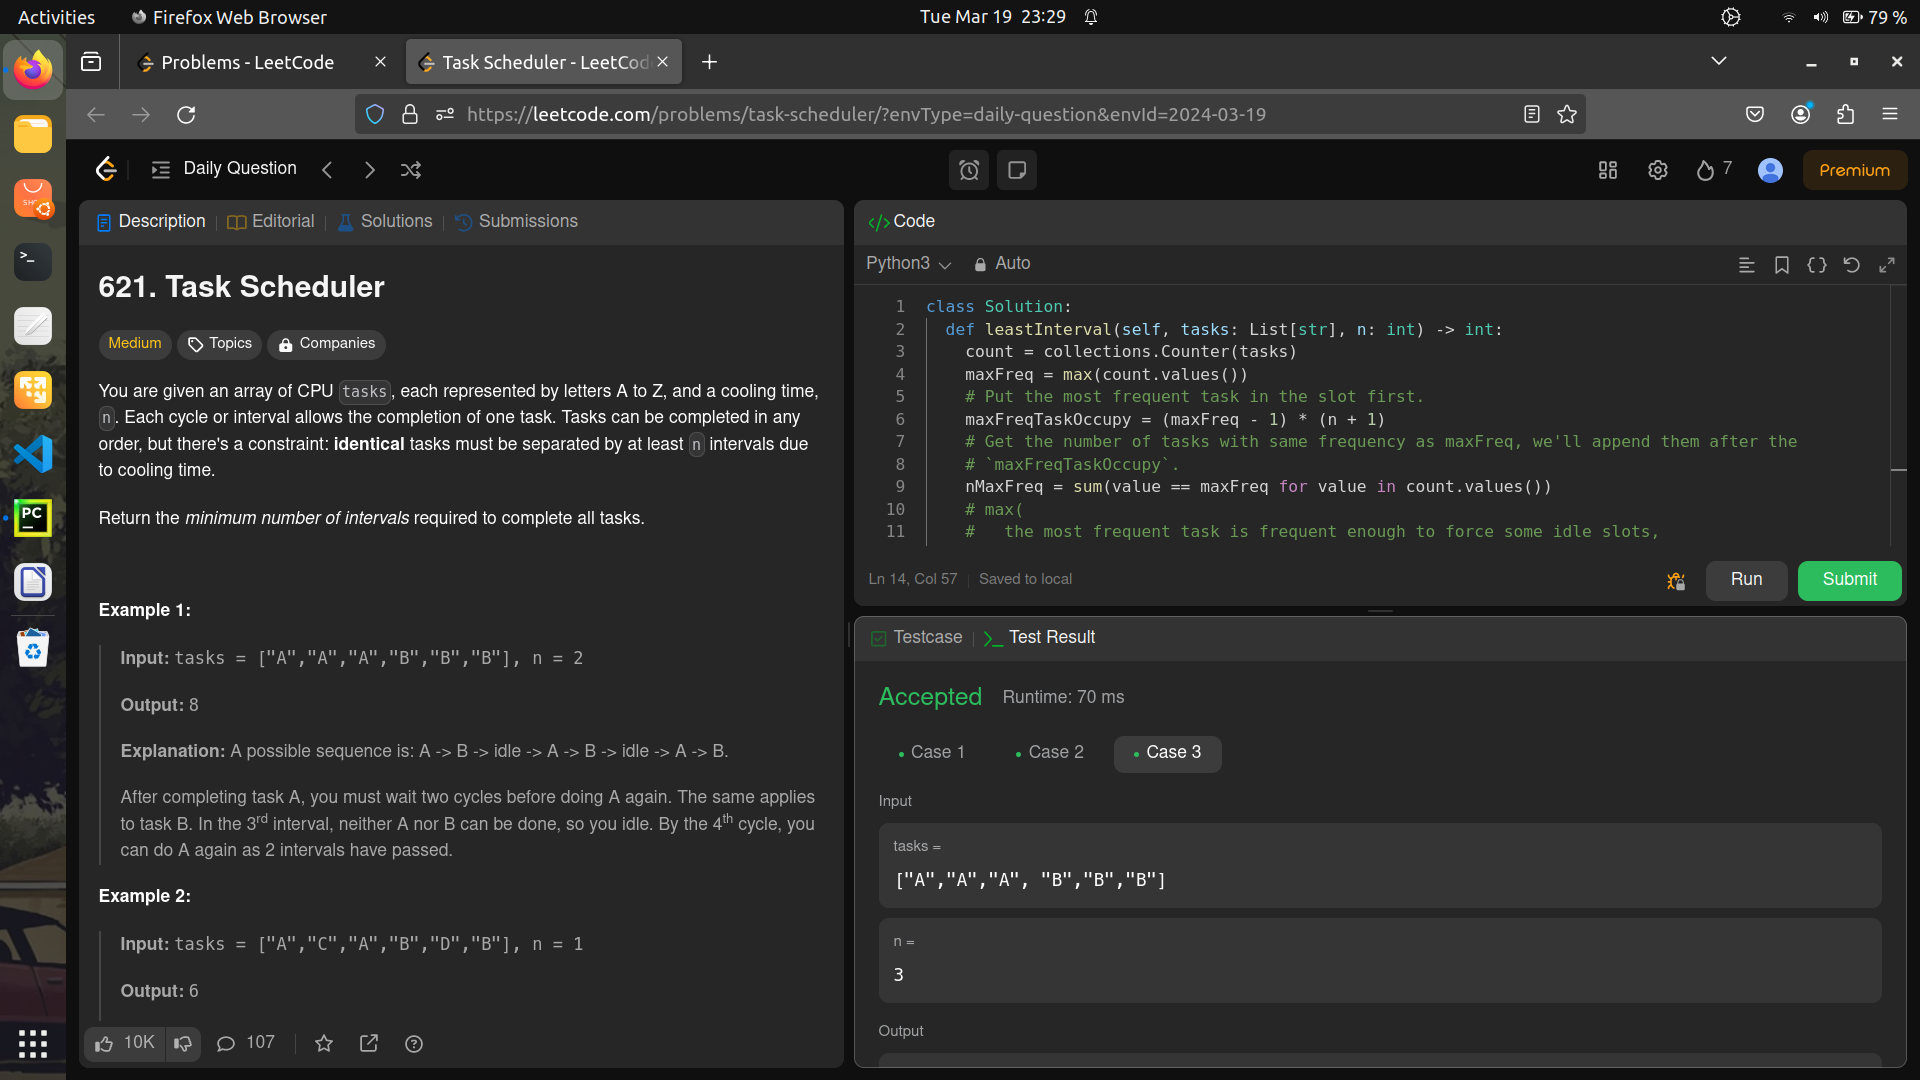 Activities
Firefox Web Browser
Tue Mar 19 23:29
79 %
Problems - LeetCode
Task Scheduler - LeetCod
https://leetcode.com/problems/task-scheduler/?envType=daily-question&envId=2024-03-19
Daily Question
7
Premium
Description
Editorial
Solutions
Submissions
621. Task Scheduler
Medium
Topics
Companies
You are given an array of CPU tasks, each represented by letters A to Z, and a cooling time,
n. Each cycle or interval allows the completion of one task. Tasks can be completed in any
order, but there's a constraint: identical tasks must be separated by at least n intervals due
to cooling time.
Return the minimum number of intervals required to complete all tasks.
Example 1:
Input: tasks = ["A","A","A","B","B","B"], n = 2
Output: 8
Explanation: A possible sequence is: A -> B -> idle -> A -> B -> idle -> A -> B.
After completing task A, you must wait two cycles before doing A again. The same applies
to task B. In the 3rd interval, neither A nor B can be done, so you idle. By the 4th cycle, you
can do A again as 2 intervals have passed.
Example 2:
Input: tasks = ["A","C","A","B","D","B"], n = 1
Output: 6
10K
107
Code
Python3
Auto
1 class Solution:
2 def leastInterval(self, tasks: List[str], n: int) -> int:
3 count = collections.Counter(tasks)
4 maxFreq = max(count.values())
5 # Put the most frequent task in the slot first.
6 maxFreqTaskOccupy = (maxFreq - 1) * (n + 1)
7 # Get the number of tasks with same frequency as maxFreq, we'll append them after the
8 # `maxFreqTaskOccupy`.
9 nMaxFreq = sum(value == maxFreq for value in count.values())
10 # max(
11 #   the most frequent task is frequent enough to force some idle slots,
Ln 14, Col 57
Saved to local
Run
Submit
Testcase
Test Result
Accepted
Runtime: 70 ms
Case 1
Case 2
Case 3
Input
tasks =
["A","A","A", "B","B","B"]
n =
3
Output